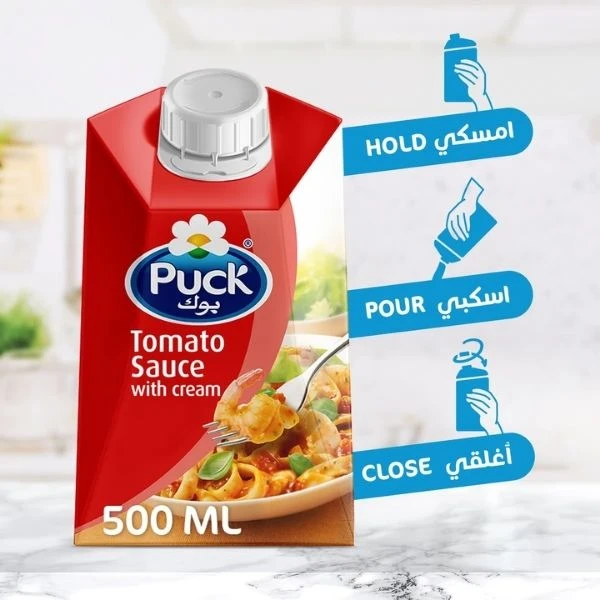 Puck®
بوك
Tomato
Sauce
with cream
500 ML
HOLD امسكي
POUR اسكبي
CLOSE أغلقي